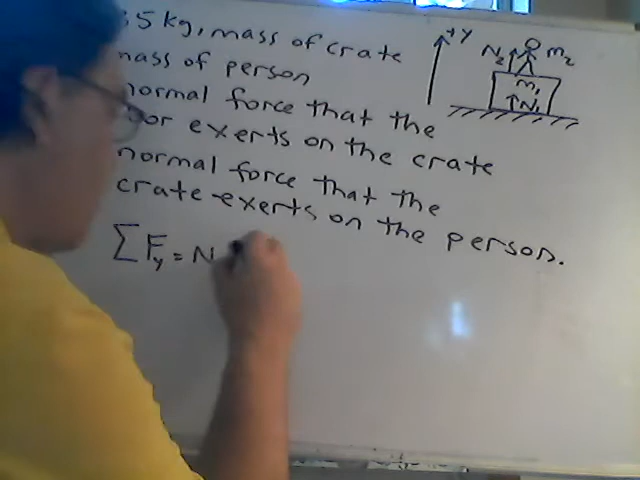 5 kg, mass of crate
mass of person
normal force that the
exerts on the crate
normal force that the
crate exerts on the person.
ΣFy = N
+y
N2
m2
m1
N1